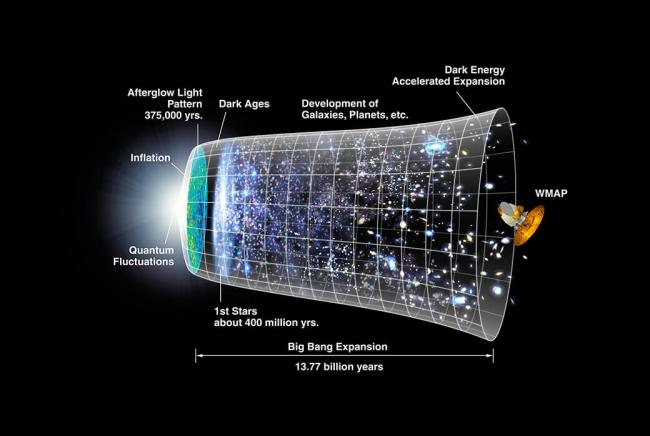 Dark Energy
Accelerated Expansion
Afterglow Light
Pattern
375,000 yrs.
Dark Ages
Development of
Galaxies, Planets, etc.
Inflation
WMAP
Quantum
Fluctuations
1st Stars
about 400 million yrs.
Big Bang Expansion
13.77 billion years